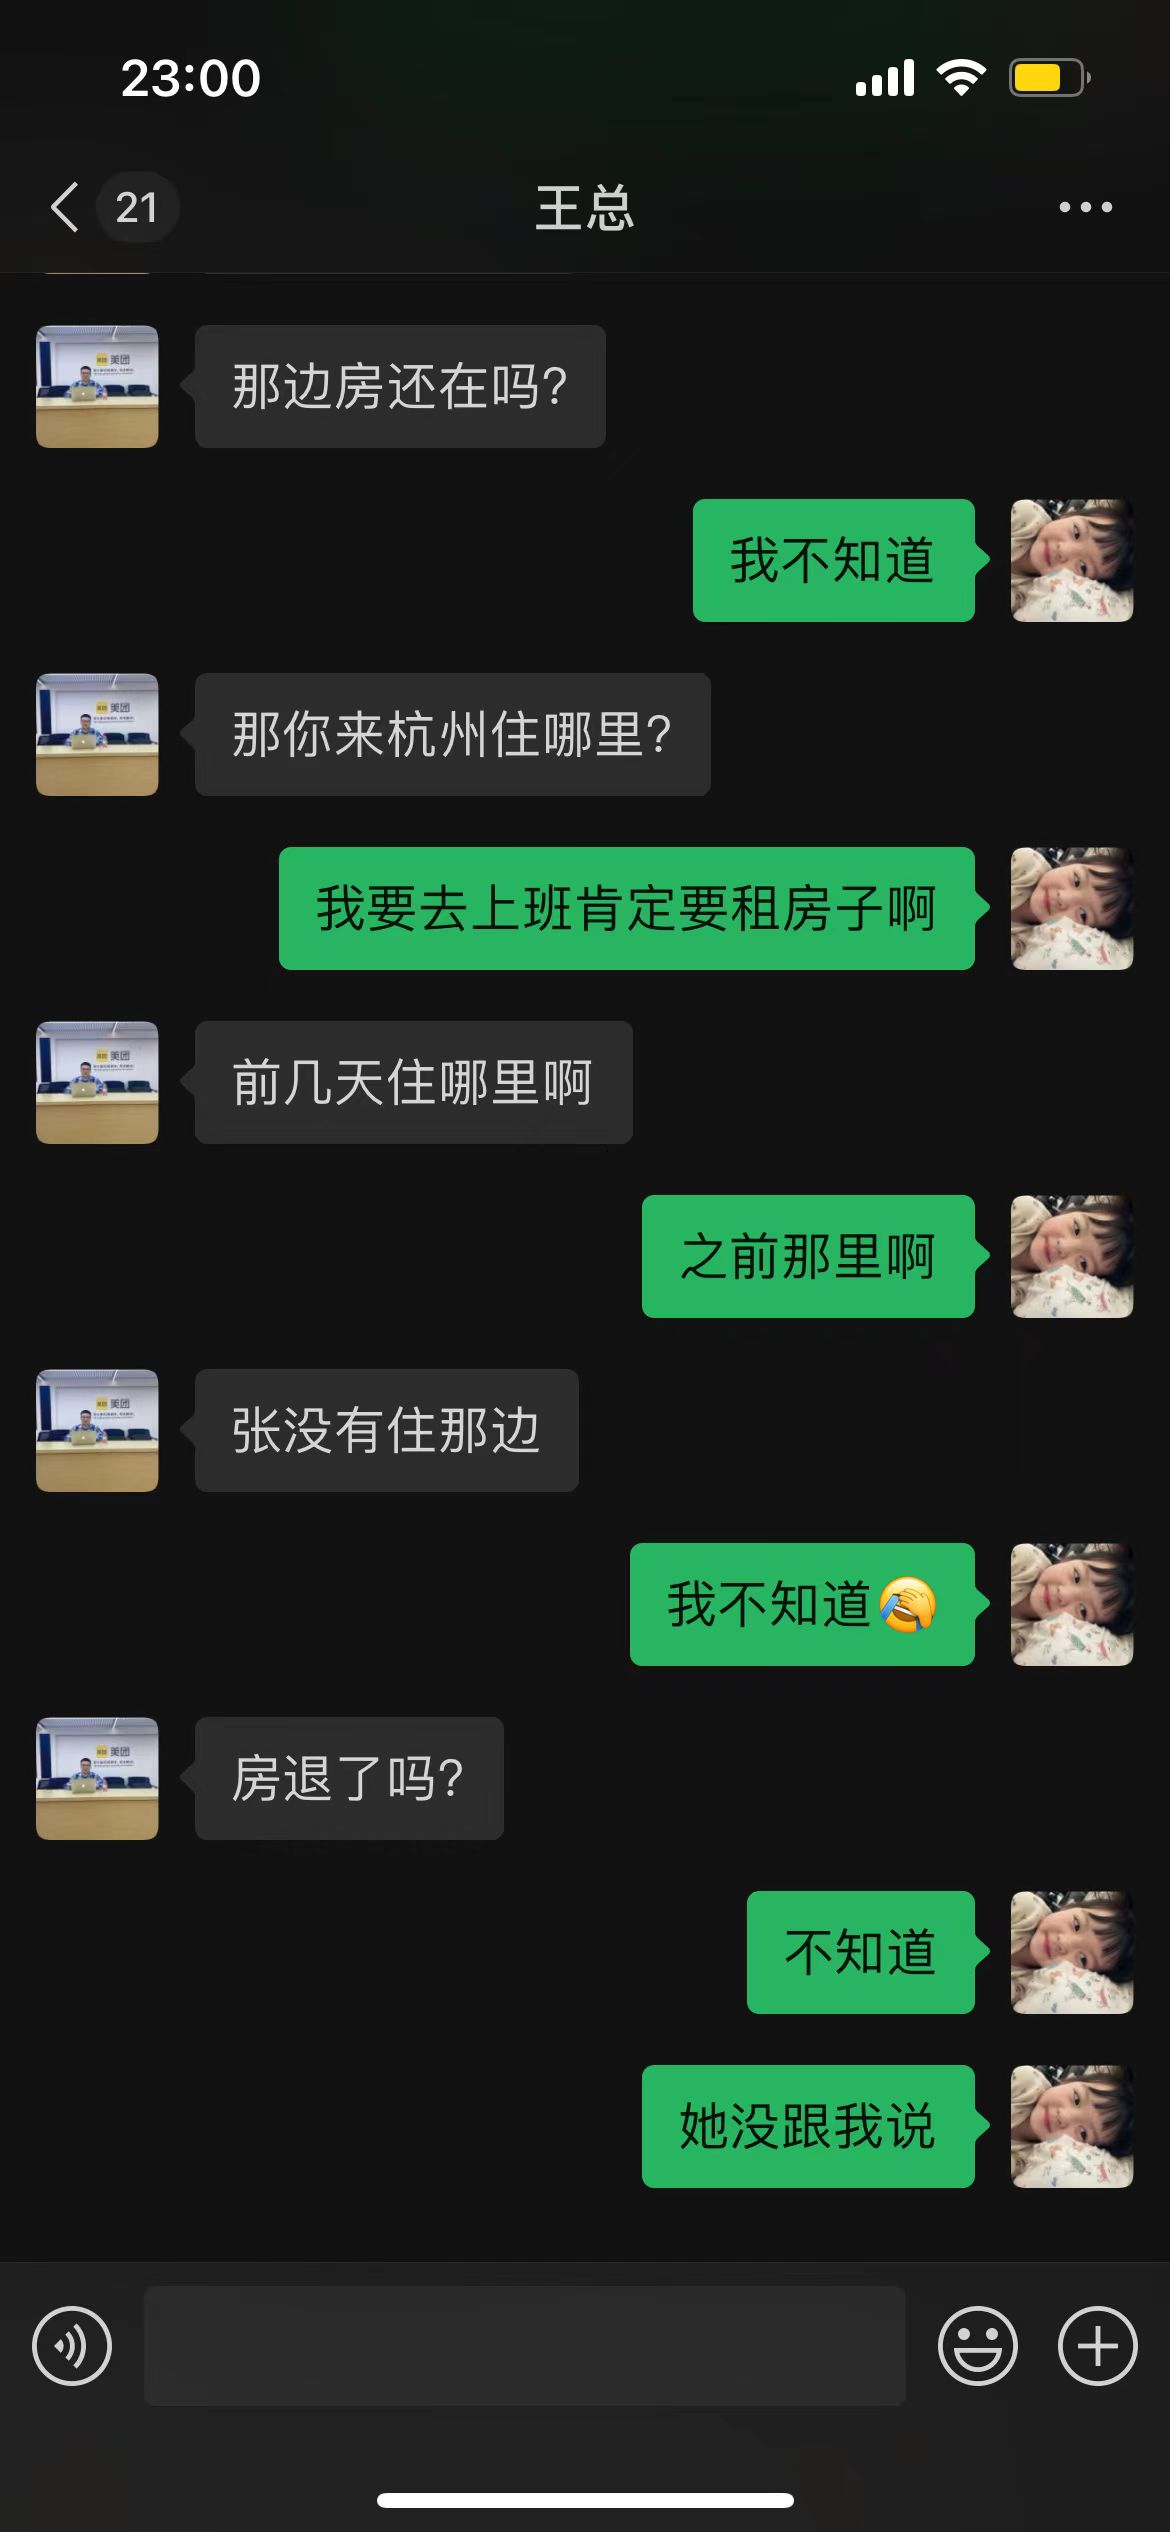 23:00
21
王总
那边房还在吗?
我不知道
那你来杭州住哪里?
我要去上班肯定要租房子啊
前几天住哪里啊
之前那里啊
张没有住那边
我不知道🤦
房退了吗?
不知道
她没跟我说
美团